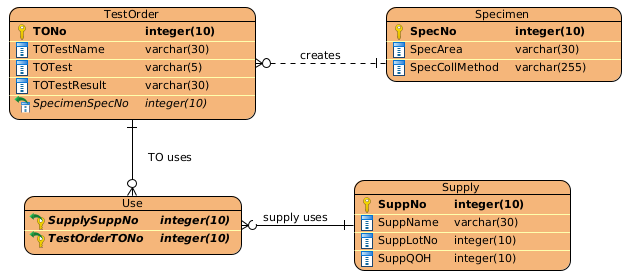 TestOrder
TONo integer(10)
TOTestName varchar(30)
TOTest varchar(5)
TOTestResult varchar(30)
SpecimenSpecNo integer(10)
creates
Specimen
SpecNo integer(10)
SpecArea varchar(30)
SpecCollMethod varchar(255)
TO uses
Use
SupplySuppNo integer(10)
TestOrderTONo integer(10)
supply uses
Supply
SuppNo integer(10)
SuppName varchar(30)
SuppLotNo integer(10)
SuppQOH integer(10)